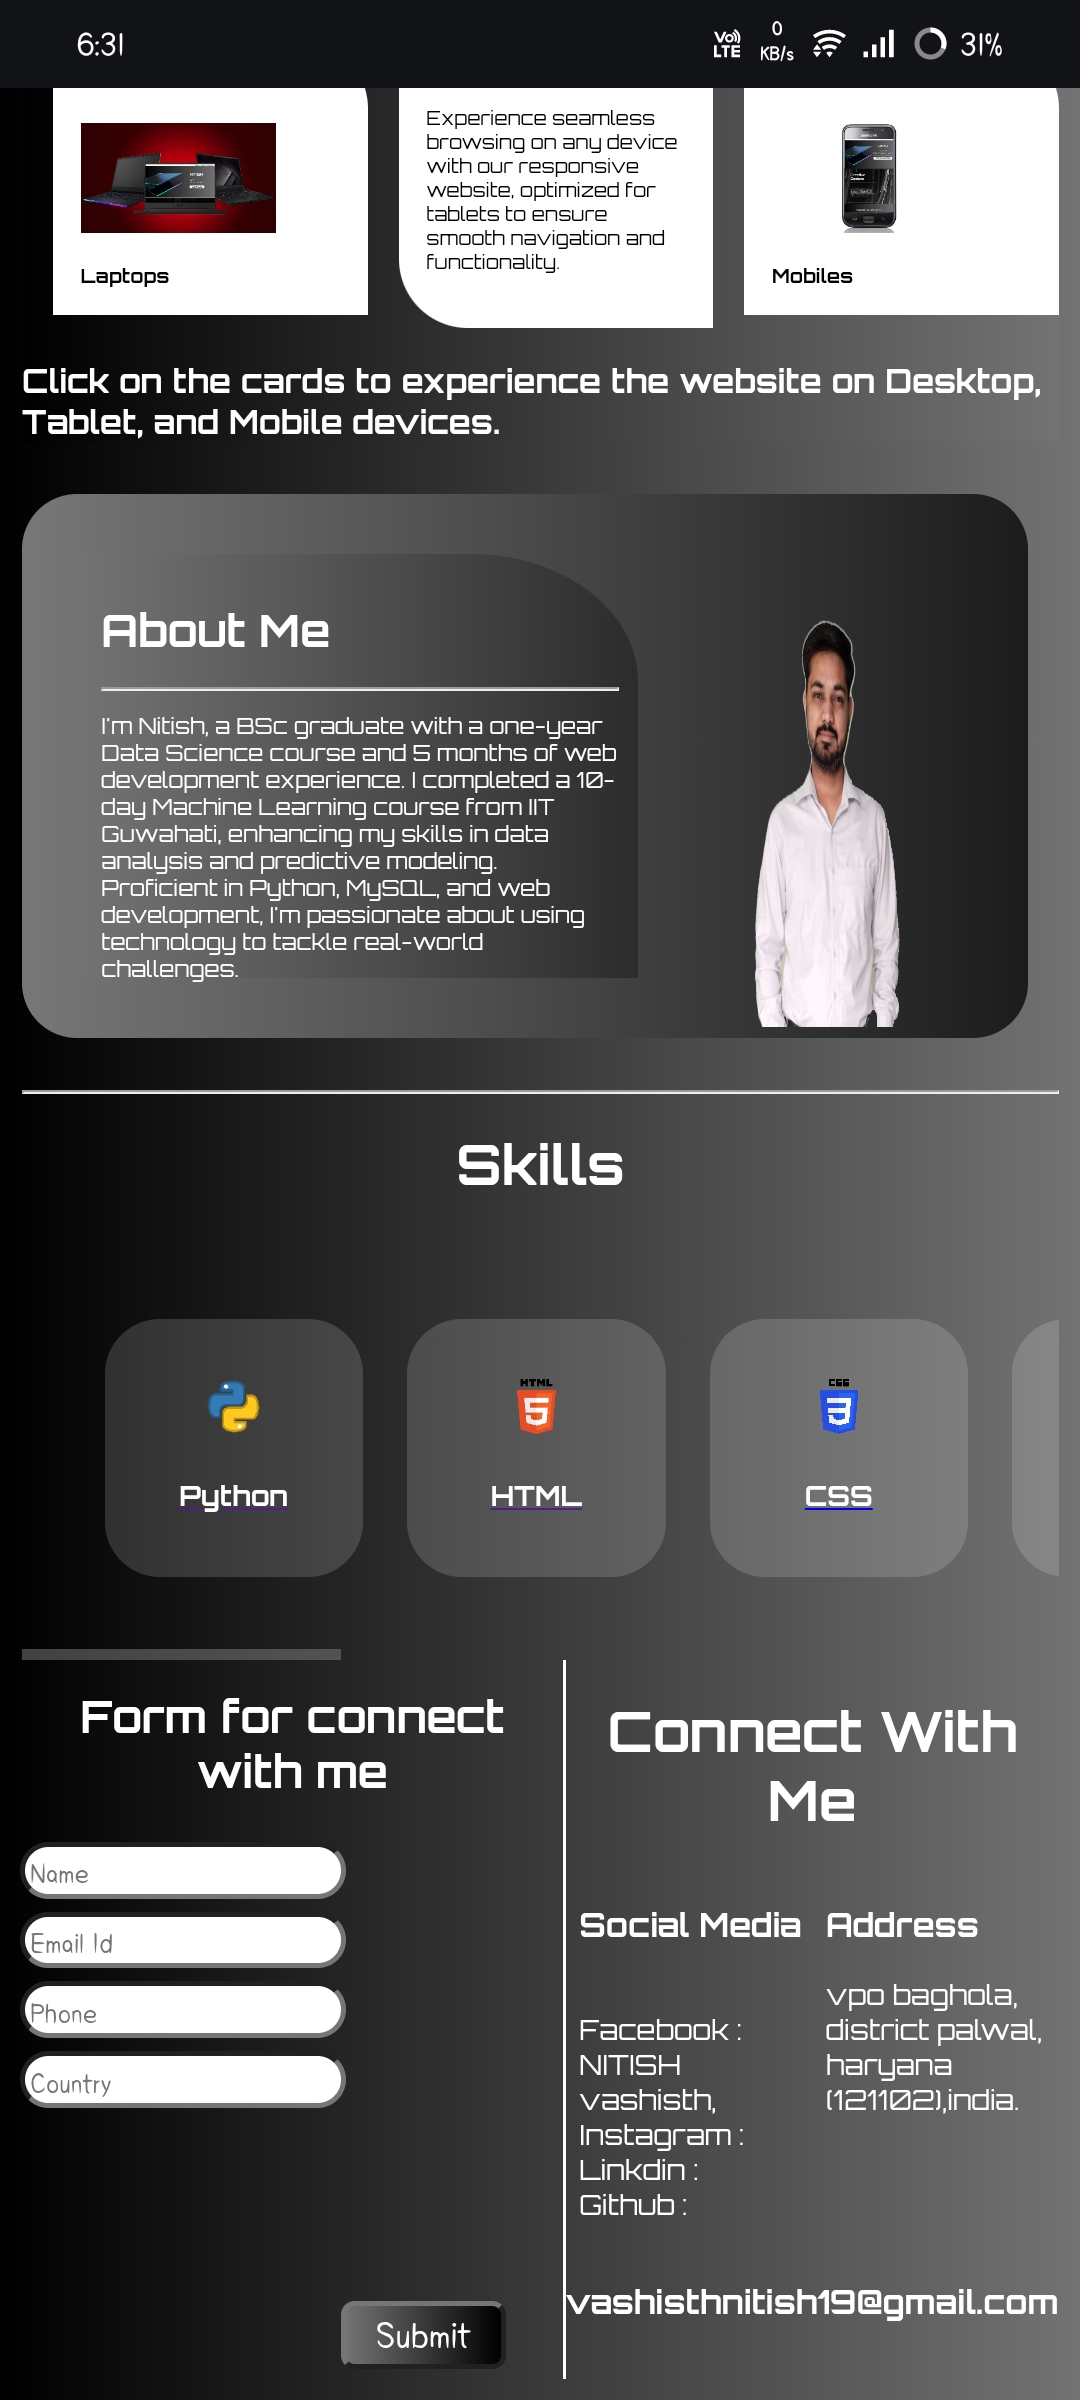 6:31
Vo)) LTE
0 KB/s
31%
Laptops
Experience seamless
browsing on any device
with our responsive
website, optimized for
tablets to ensure
smooth navigation and
functionality.
Mobiles
Click on the cards to experience the website on Desktop,
Tablet, and Mobile devices.
About Me
I'm Nitish, a BSc graduate with a one-year
Data Science course and 5 months of web
development experience. I completed a 10-
day Machine Learning course from IIT
Guwahati, enhancing my skills in data
analysis and predictive modeling.
Proficient in Python, MySQL, and web
development, I'm passionate about using
technology to tackle real-world
challenges.
Skills
HTML
5
CSS
3
Python
HTML
CSS
Form for connect
with me
Name
Email Id
Phone
Country
Submit
Connect With
Me
Social Media
Facebook :
NITISH
vashisth,
Instagram :
Linkdin :
Github :
Address
vpo baghola,
district palwal,
haryana
(121102),india.
vashisthnitish19@gmail.com